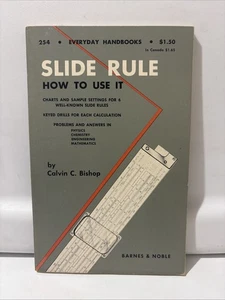 254 • EVERYDAY HANDBOOKS • $1.50
In Canada $1.65
SLIDE RULE
HOW TO USE IT
CHARTS AND SAMPLE SETTINGS FOR 6
WELL-KNOWN SLIDE RULES
KEYED DRILLS FOR EACH CALCULATION
PROBLEMS AND ANSWERS IN
PHYSICS
CHEMISTRY
ENGINEERING
MATHEMATICS
by
Calvin C. Bishop
BARNES & NOBLE